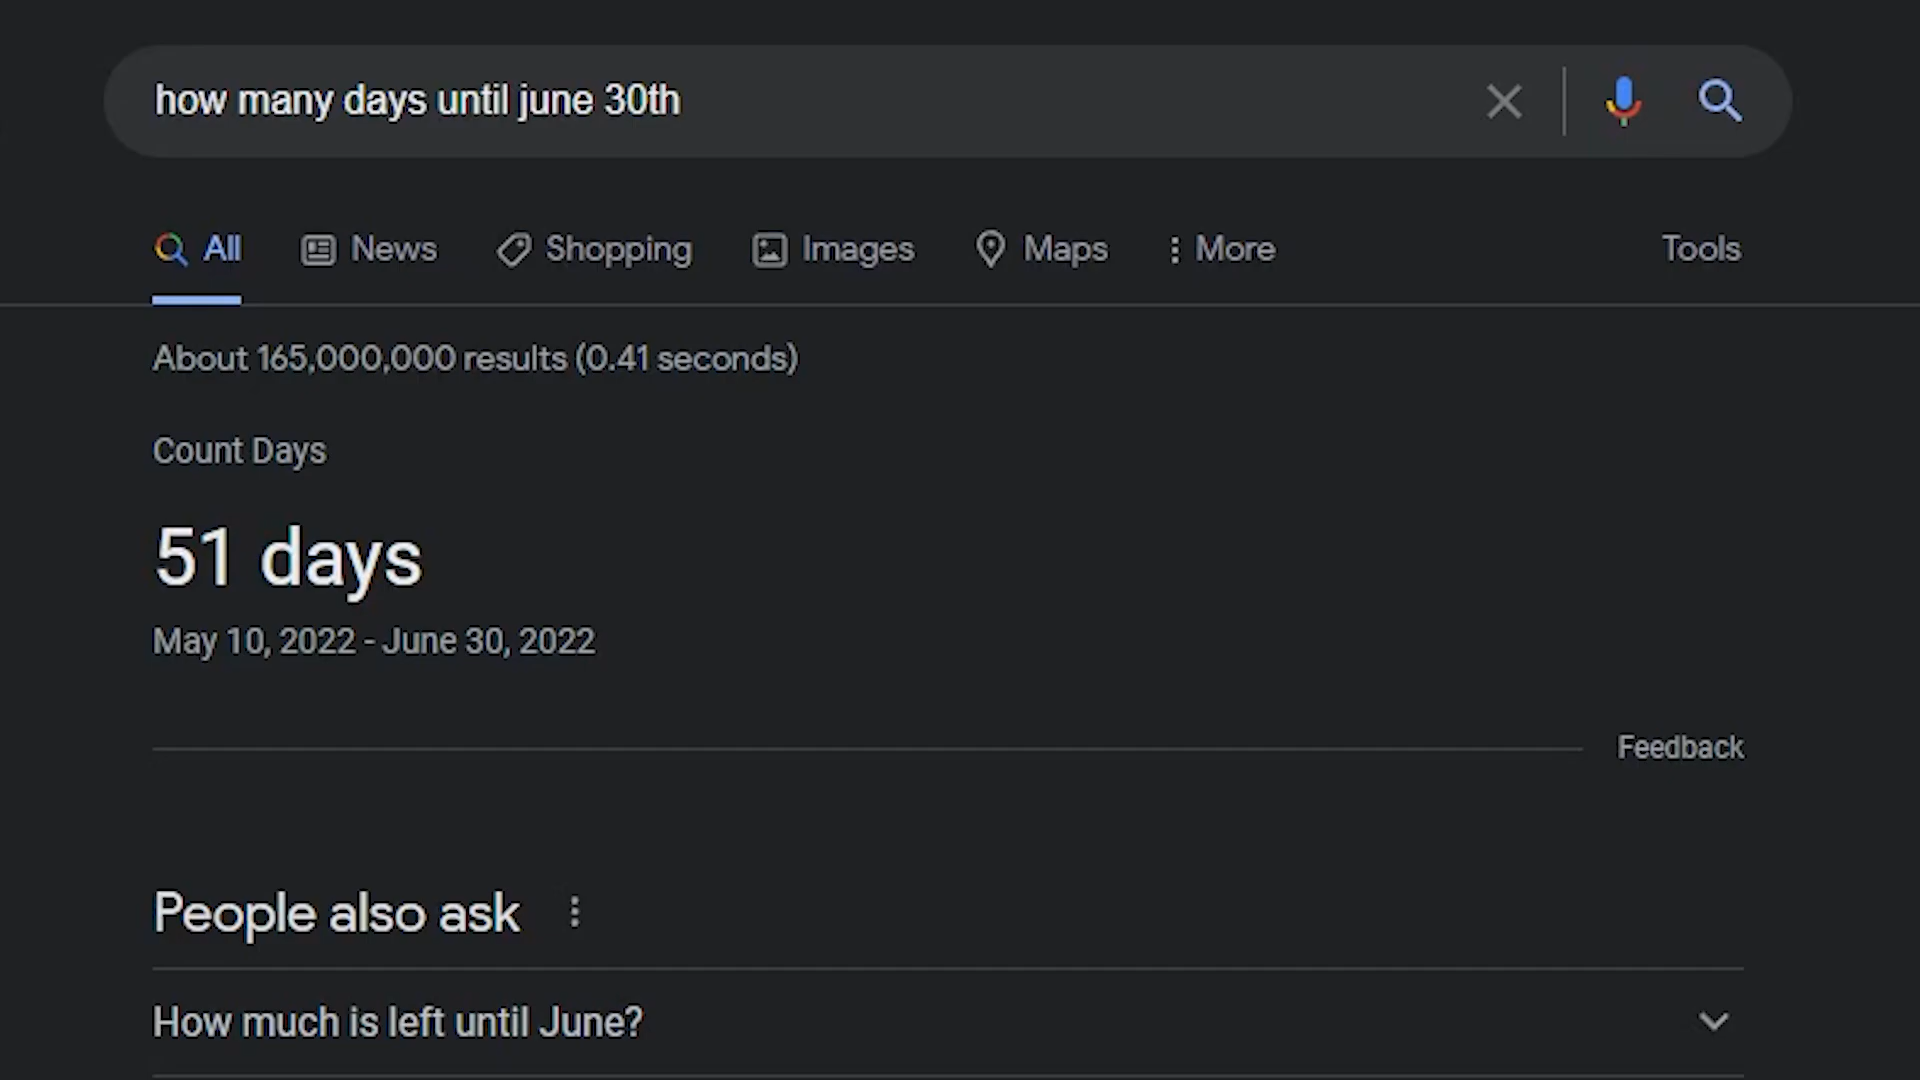 how many days until june 30th
All News Shopping Images Maps More Tools
About 165,000,000 results (0.41 seconds)
Count Days
51 days
May 10, 2022 - June 30, 2022
Feedback
People also ask
How much is left until June?